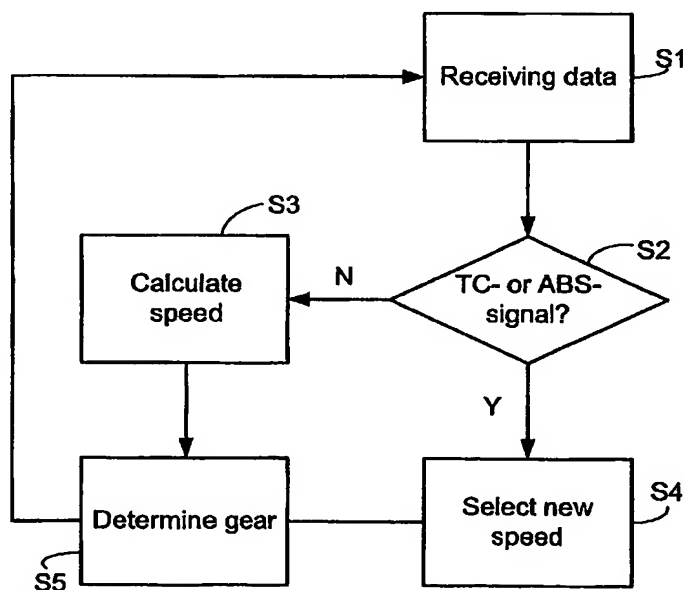 Receiving data
S1
S3
S2
Calculate
speed
N
TC- or ABS-
signal?
Y
Determine gear
Select new
speed
S4
S5